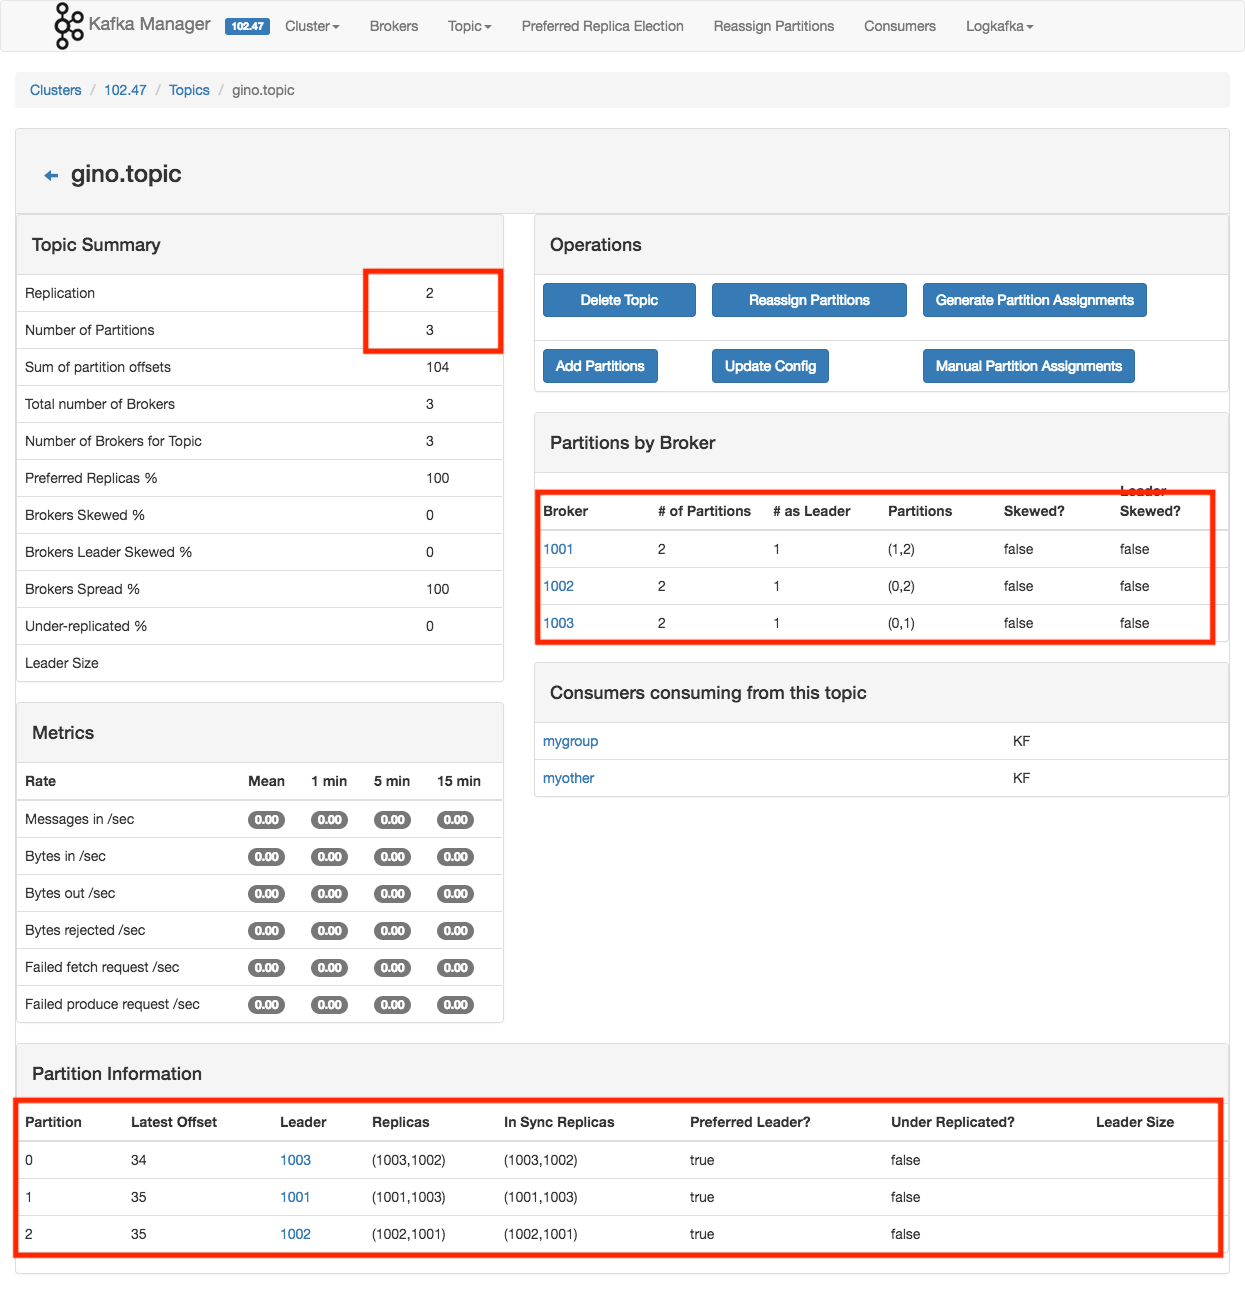 Kafka Manager 102.47 Cluster Brokers Topic Preferred Replica Election Reassign Partitions Consumers Logkafka
Clusters / 102.47 / Topics / gino.topic
gino.topic
Topic Summary
Replication 2
Number of Partitions 3
Sum of partition offsets 104
Total number of Brokers 3
Number of Brokers for Topic 3
Preferred Replicas % 100
Brokers Skewed % 0
Brokers Leader Skewed % 0
Brokers Spread % 100
Under-replicated % 0
Leader Size
Metrics
Rate Mean 1 min 5 min 15 min
Messages in /sec 0.00 0.00 0.00 0.00
Bytes in /sec 0.00 0.00 0.00 0.00
Bytes out /sec 0.00 0.00 0.00 0.00
Bytes rejected /sec 0.00 0.00 0.00 0.00
Failed fetch request /sec 0.00 0.00 0.00 0.00
Failed produce request /sec 0.00 0.00 0.00 0.00
Operations
Delete Topic Reassign Partitions Generate Partition Assignments
Add Partitions Update Config Manual Partition Assignments
Partitions by Broker
Leader
Broker # of Partitions # as Leader Partitions Skewed? Skewed?
1001 2 1 (1,2) false false
1002 2 1 (0,2) false false
1003 2 1 (0,1) false false
Consumers consuming from this topic
mygroup KF
myother KF
Partition Information
Partition Latest Offset Leader Replicas In Sync Replicas Preferred Leader? Under Replicated? Leader Size
0 34 1003 (1003,1002) (1003,1002) true false
1 35 1001 (1001,1003) (1001,1003) true false
2 35 1002 (1002,1001) (1002,1001) true false